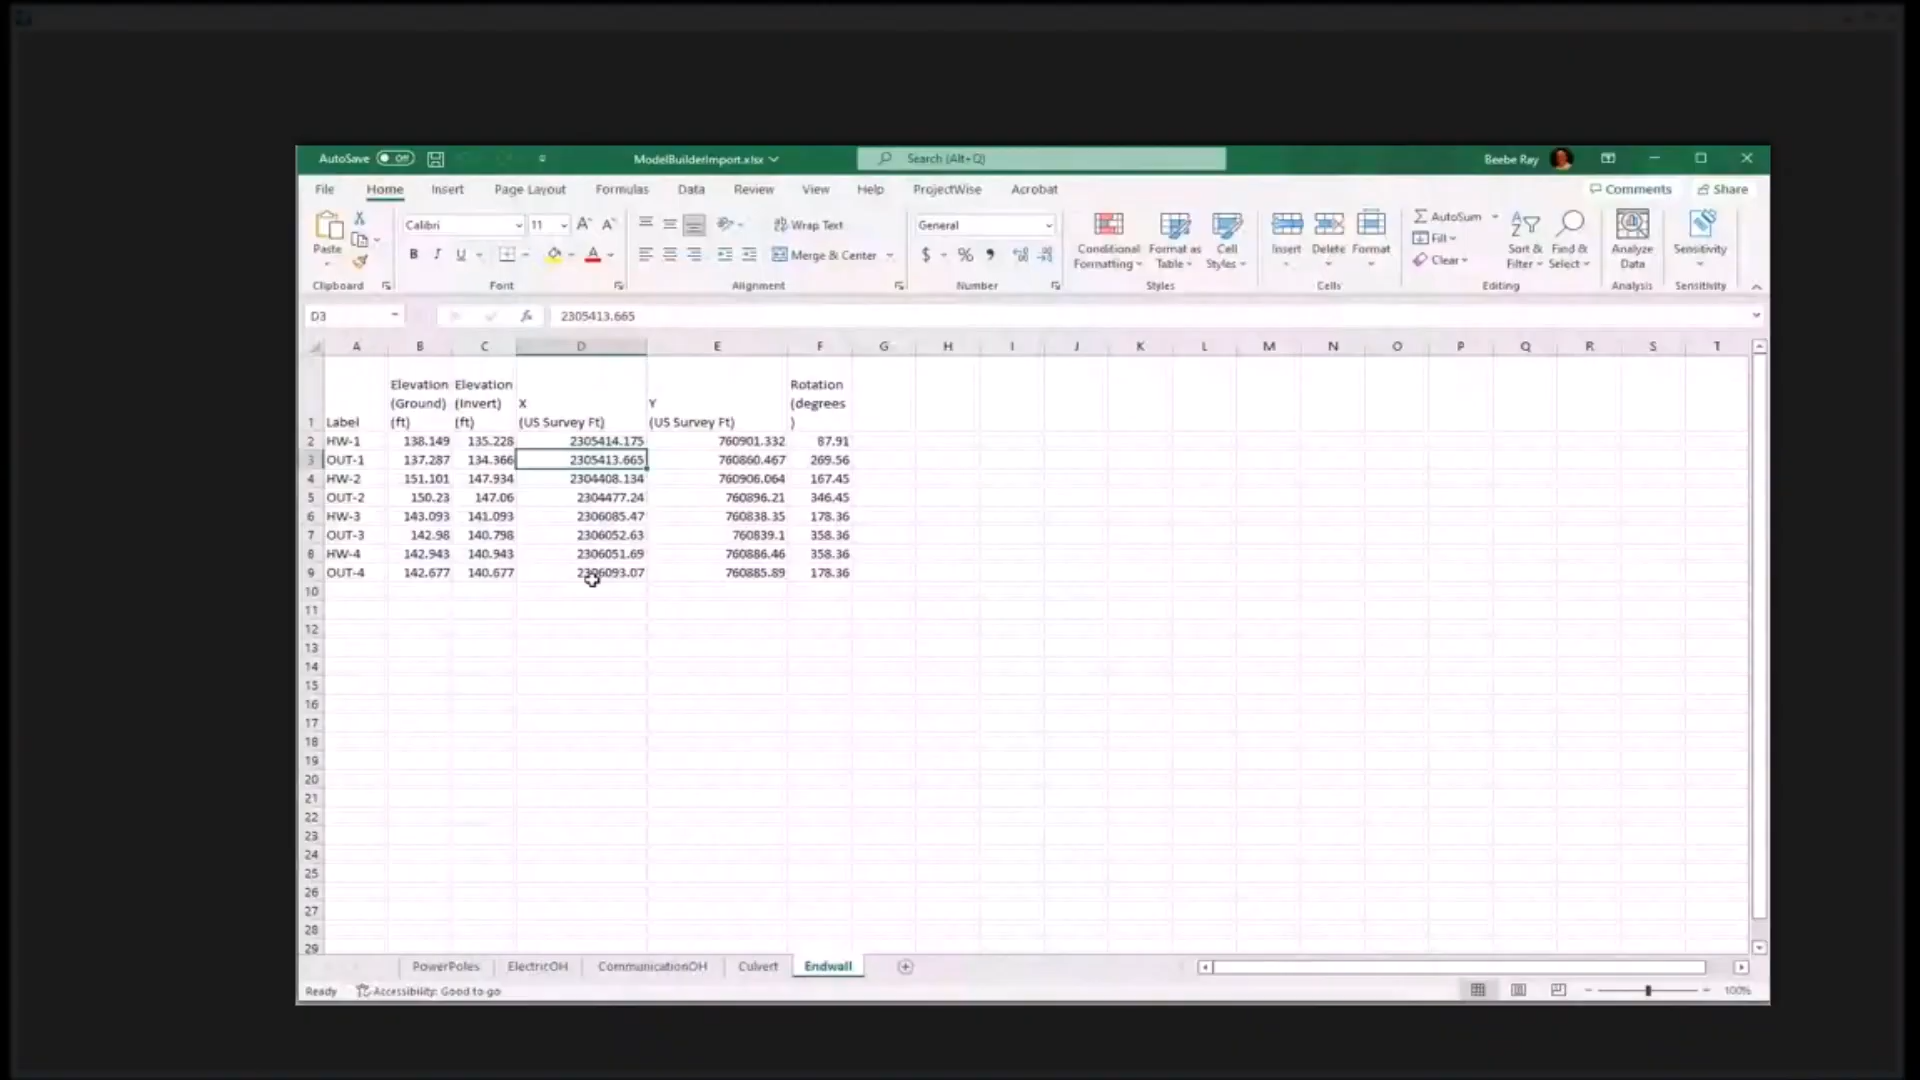 AutoSave Off ModelBuilderImport.xlsx Search (Alt+Q) Beebe Ray
File Home Insert Page Layout Formulas Data Review View Help ProjectWise Acrobat Comments Share
Paste Calibri 11 Wrap Text General AutoSum
B I U Merge & Center $ % Conditional Formatting Format as Table Cell Styles Insert Delete Format Fill Clear Sort & Filter Find & Select Analyze Data Sensitivity
Clipboard Font Alignment Number Styles Cells Editing Analysis Sensitivity
D3 fx 2305413.665
A B C D E F G H I J K L M N O P Q R S T
1 Label Elevation (Ground) (ft) Elevation (Invert) (ft) X (US Survey Ft) Y (US Survey Ft) Rotation (degrees )
2 HW-1 138.149 135.228 2305414.175 760901.332 87.91
3 OUT-1 137.287 134.366 2305413.665 760860.467 269.56
4 HW-2 151.101 147.934 2304408.134 760906.064 167.45
5 OUT-2 150.23 147.06 2304477.24 760896.21 346.45
6 HW-3 143.093 141.093 2306085.47 760838.35 178.36
7 OUT-3 142.98 140.798 2306052.63 760839.1 358.36
8 HW-4 142.943 140.943 2306051.69 760886.46 358.36
9 OUT-4 142.677 140.677 2306093.07 760885.89 178.36
10
11
12
13
14
15
16
17
18
19
20
21
22
23
24
25
26
27
28
29
PowerPoles ElectricOH CommunicationOH Culvert Endwall
Ready Accessibility: Good to go 100%